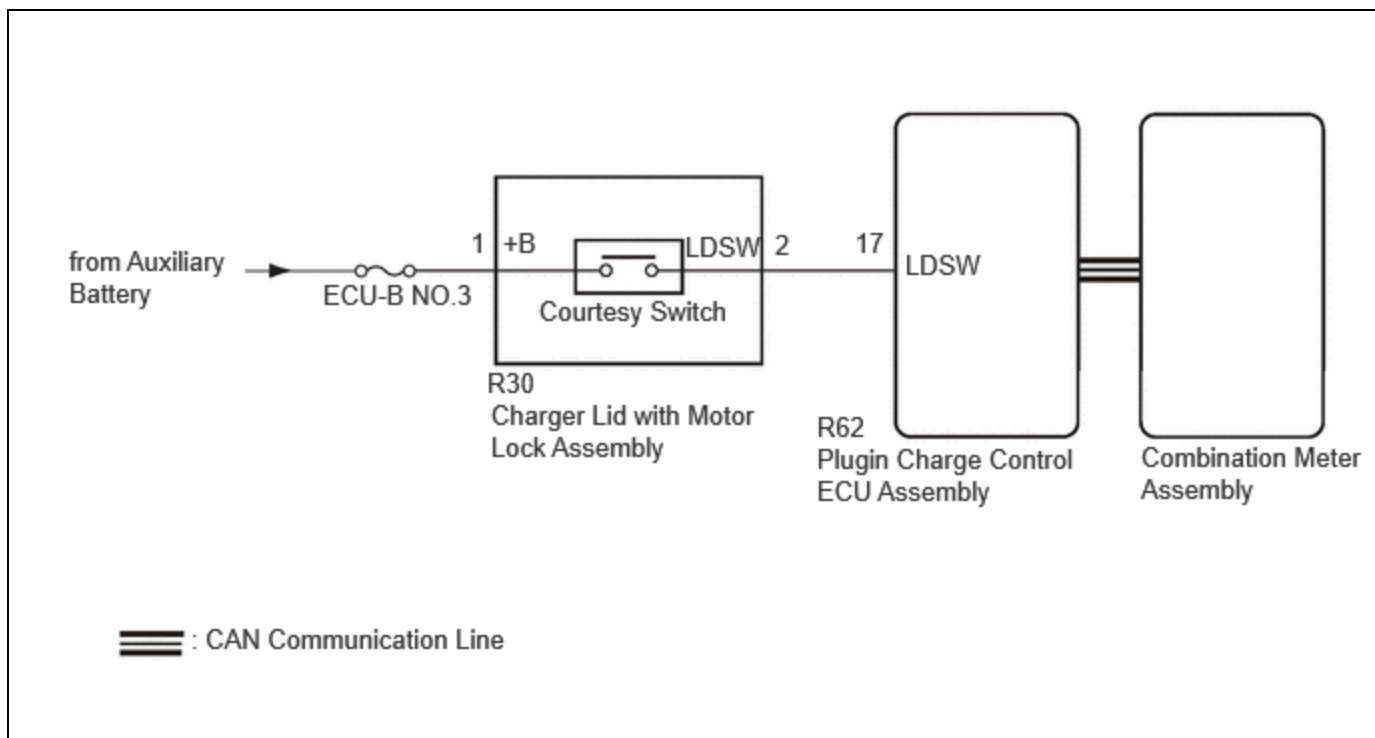 from Auxiliary
Battery
ECU-B NO.3
1 +B
LDSW 2
Courtesy Switch
R30
Charger Lid with Motor
Lock Assembly
17 LDSW
R62
Plugin Charge Control
ECU Assembly
Combination Meter
Assembly
: CAN Communication Line